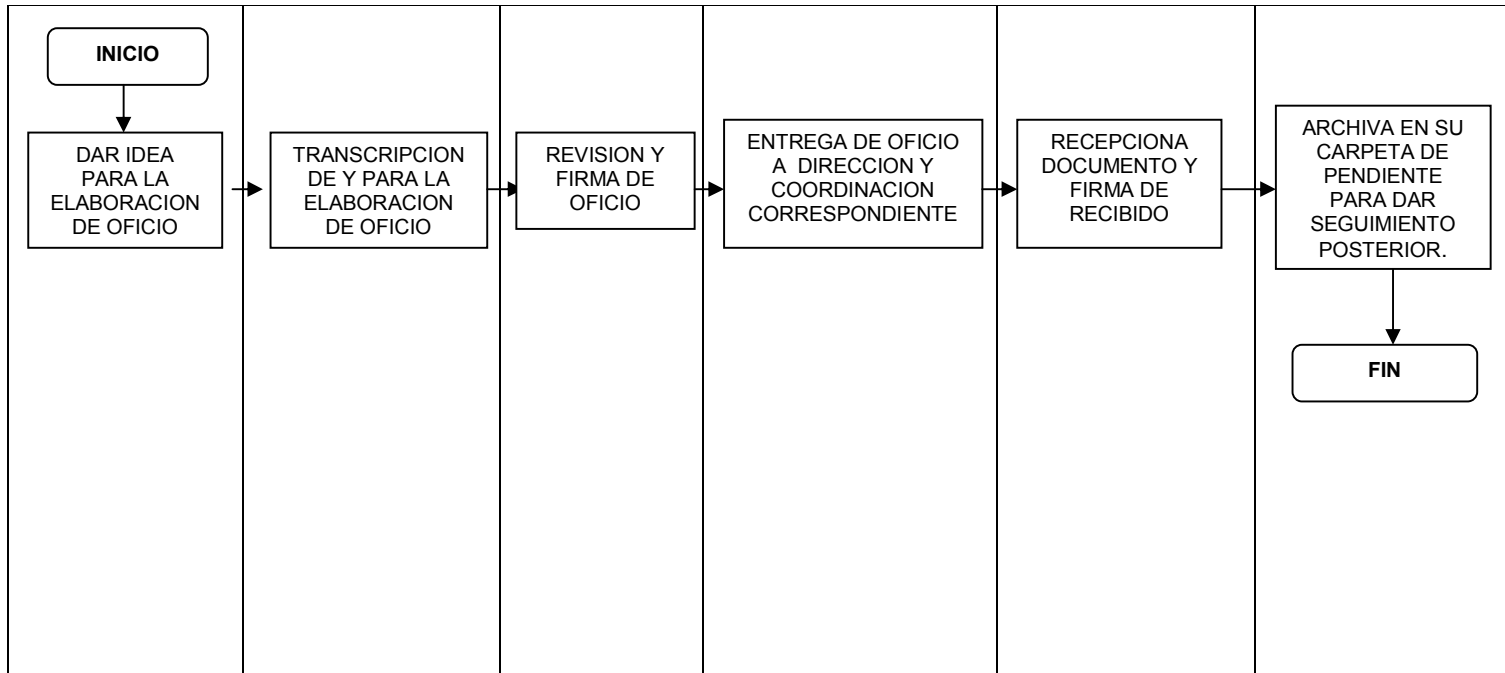 INICIO
DAR IDEA
PARA LA
ELABORACION
DE OFICIO
TRANSCRIPCION
DE Y PARA LA
ELABORACION
DE OFICIO
REVISION Y
FIRMA DE
OFICIO
ENTREGA DE OFICIO
A DIRECCION Y
COORDINACION
CORRESPONDIENTE
RECEPCIONA
DOCUMENTO Y
FIRMA DE
RECIBIDO
ARCHIVA EN SU
CARPETA DE
PENDIENTE
PARA DAR
SEGUIMIENTO
POSTERIOR.
FIN